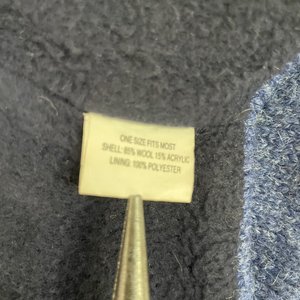 ONE SIZE FITS MOST
SHELL: 85% WOOL 15% ACRYLIC
LINING: 100% POLYESTER